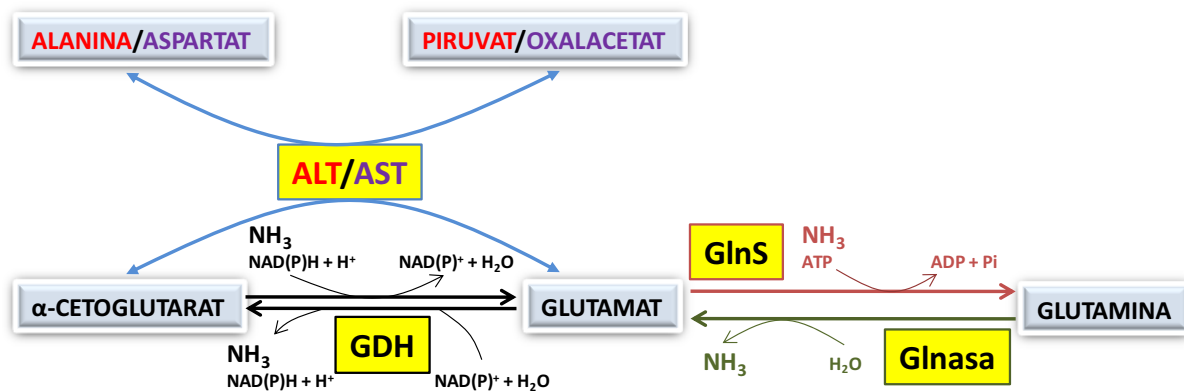 ALANINA/ASPARTAT
PIRUVAT/OXALACETAT
ALT/AST
NH₃
NAD(P)H + H⁺
NAD(P)⁺ + H₂O
GlnS
NH₃
ATP
ADP + Pi
α-CETOGLUTARAT
GLUTAMAT
GLUTAMINA
GDH
NH₃
NAD(P)H + H⁺
NAD(P)⁺ + H₂O
NH₃
H₂O
Glnasa